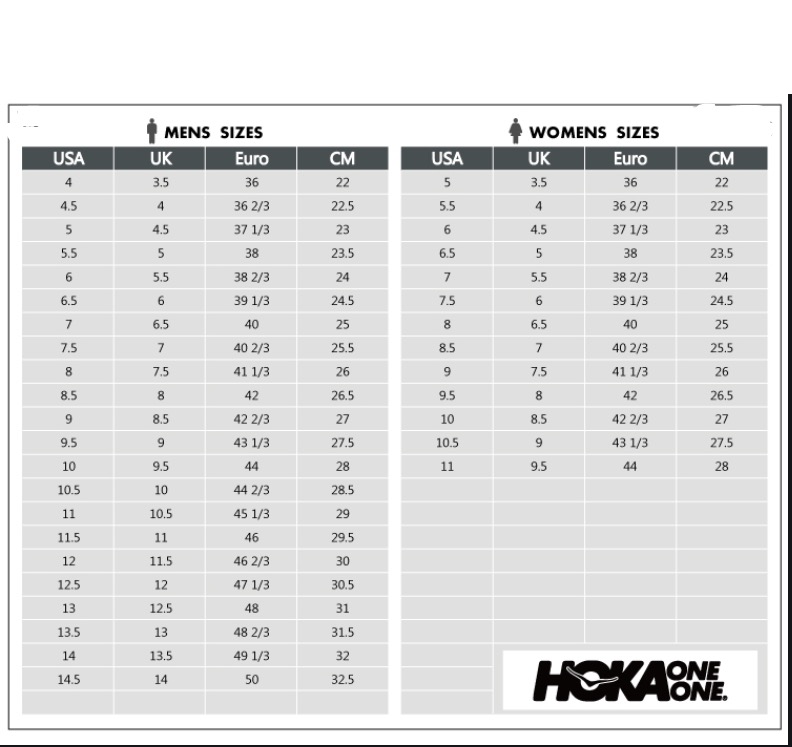 MENS SIZES WOMENS SIZES
USA UK Euro CM USA UK Euro CM
4 3.5 36 22 5 3.5 36 22
4.5 4 36 2/3 22.5 5.5 4 36 2/3 22.5
5 4.5 37 1/3 23 6 4.5 37 1/3 23
5.5 5 38 23.5 6.5 5 38 23.5
6 5.5 38 2/3 24 7 5.5 38 2/3 24
6.5 6 39 1/3 24.5 7.5 6 39 1/3 24.5
7 6.5 40 25 8 6.5 40 25
7.5 7 40 2/3 25.5 8.5 7 40 2/3 25.5
8 7.5 41 1/3 26 9 7.5 41 1/3 26
8.5 8 42 26.5 9.5 8 42 26.5
9 8.5 42 2/3 27 10 8.5 42 2/3 27
9.5 9 43 1/3 27.5 10.5 9 43 1/3 27.5
10 9.5 44 28 11 9.5 44 28
10.5 10 44 2/3 28.5
11 10.5 45 1/3 29
11.5 11 46 29.5
12 11.5 46 2/3 30
12.5 12 47 1/3 30.5
13 12.5 48 31
13.5 13 48 2/3 31.5
14 13.5 49 1/3 32
14.5 14 50 32.5
HOKA ONE ONE.